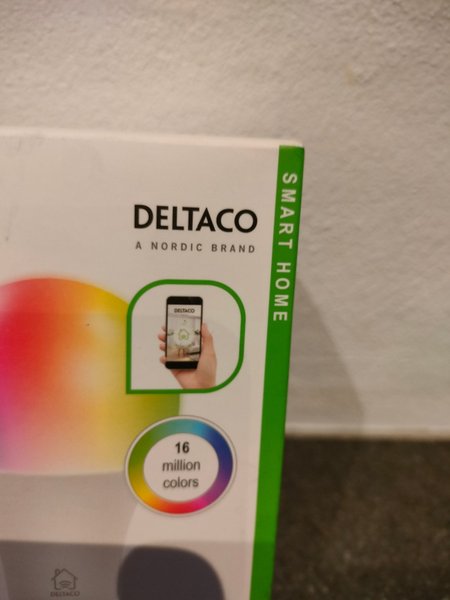 DELTACO
A NORDIC BRAND
SMART HOME
DELTACO
16
million
colors
DELTACO